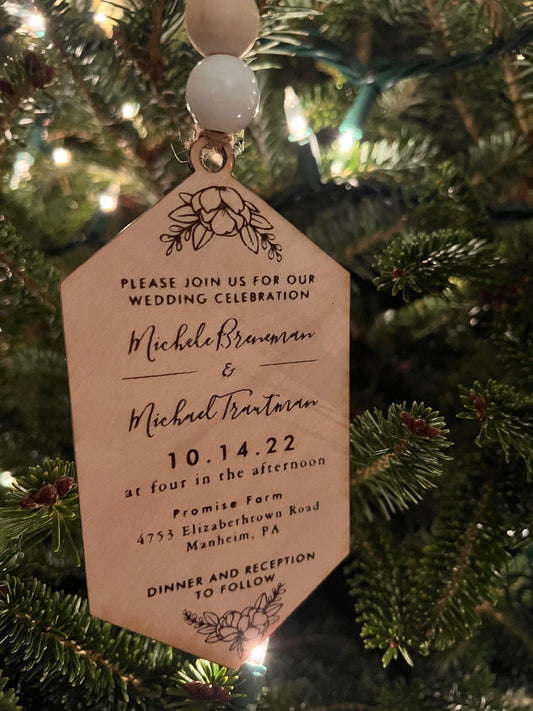 PLEASE JOIN US FOR OUR
WEDDING CELEBRATION
Michele Breneman
&
Michael Trautman
10.14.22
at four in the afternoon
Promise Farm
4753 Elizabethtown Road
Manheim, PA
DINNER AND RECEPTION
TO FOLLOW